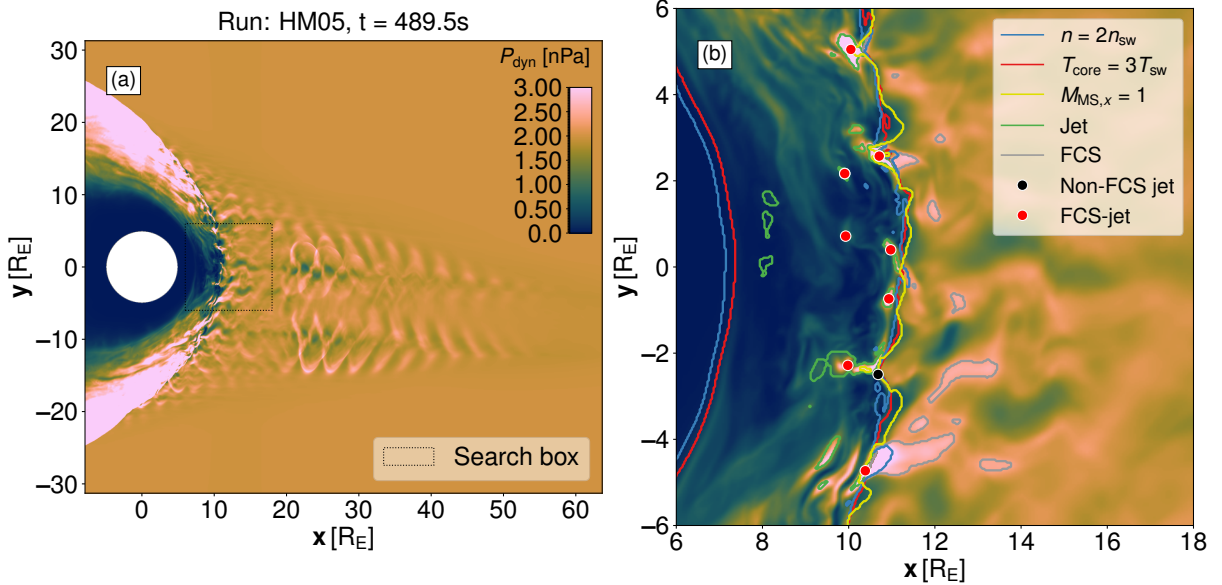 Run: HM05, t = 489.5s
(a)
P_dyn [nPa]
3.00
2.50
2.00
1.50
1.00
0.50
0.0
30
20
10
0
−10
−20
−30
y [R_E]
0 10 20 30 40 50 60
x [R_E]
Search box
(b)
n = 2n_sw
T_core = 3T_sw
M_MS,x = 1
Jet
FCS
Non-FCS jet
FCS-jet
6
4
2
0
−2
−4
−6
y [R_E]
6 8 10 12 14 16 18
x [R_E]